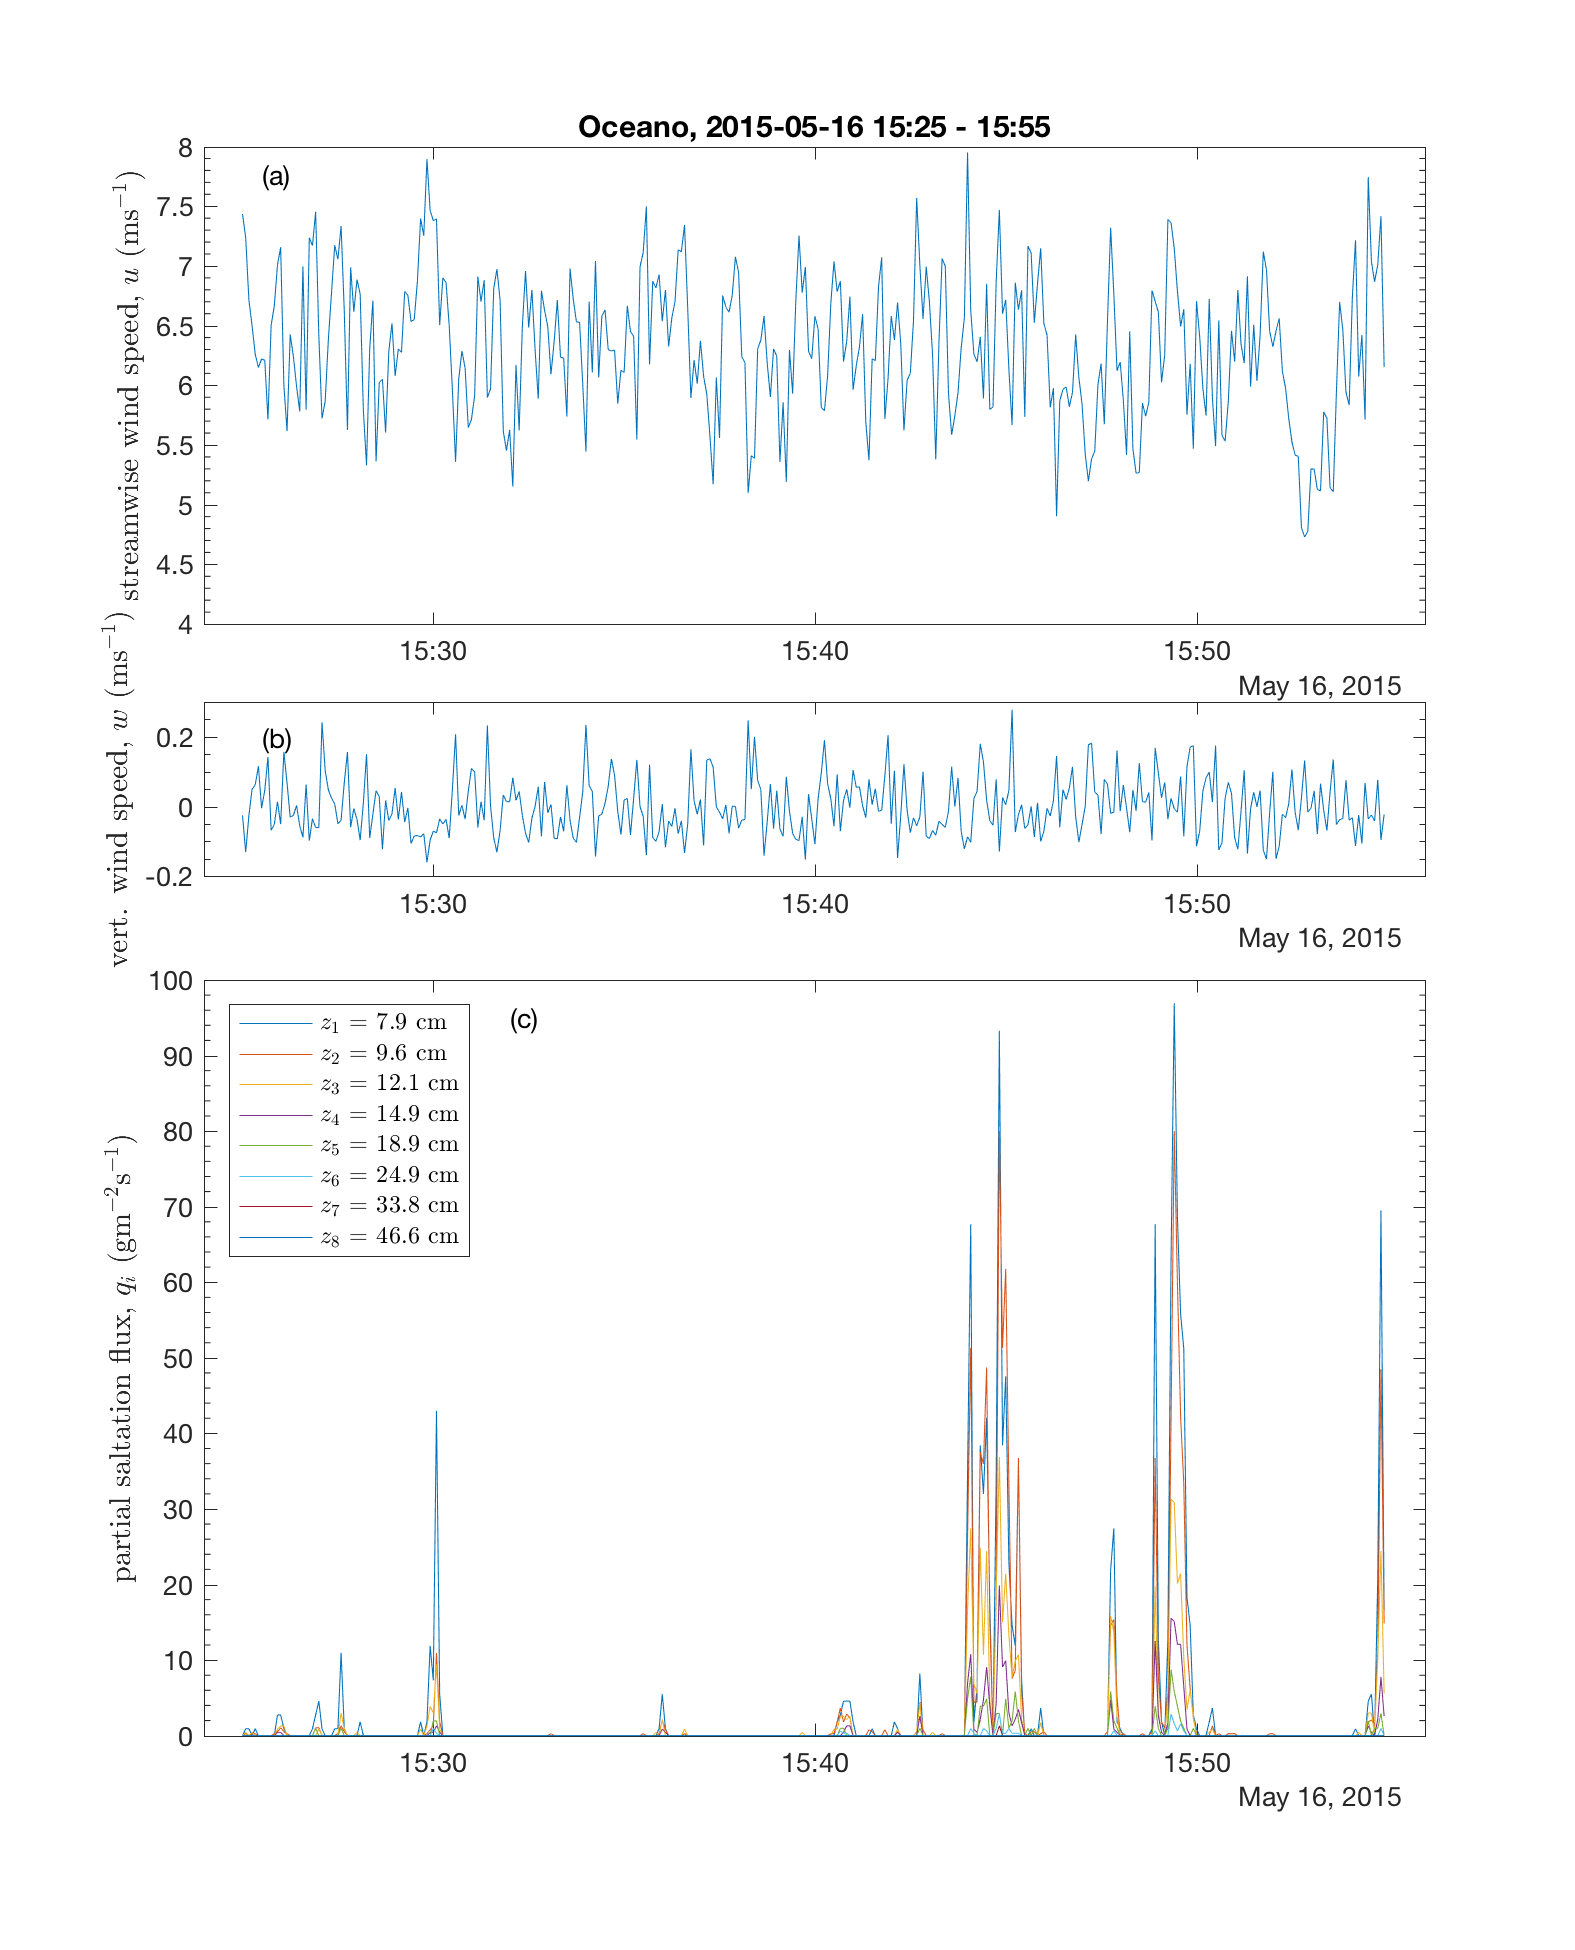 Oceano, 2015-05-16 15:25 - 15:55
(a)
streamwise wind speed, u (ms⁻¹)
8
7.5
7
6.5
6
5.5
5
4.5
4
15:30 15:40 15:50
May 16, 2015
(b)
vert. wind speed, w (ms⁻¹)
0.2
0
-0.2
15:30 15:40 15:50
May 16, 2015
(c)
partial saltation flux, qᵢ (gm⁻²s⁻¹)
100
90
80
70
60
50
40
30
20
10
0
z₁ = 7.9 cm
z₂ = 9.6 cm
z₃ = 12.1 cm
z₄ = 14.9 cm
z₅ = 18.9 cm
z₆ = 24.9 cm
z₇ = 33.8 cm
z₈ = 46.6 cm
15:30 15:40 15:50
May 16, 2015